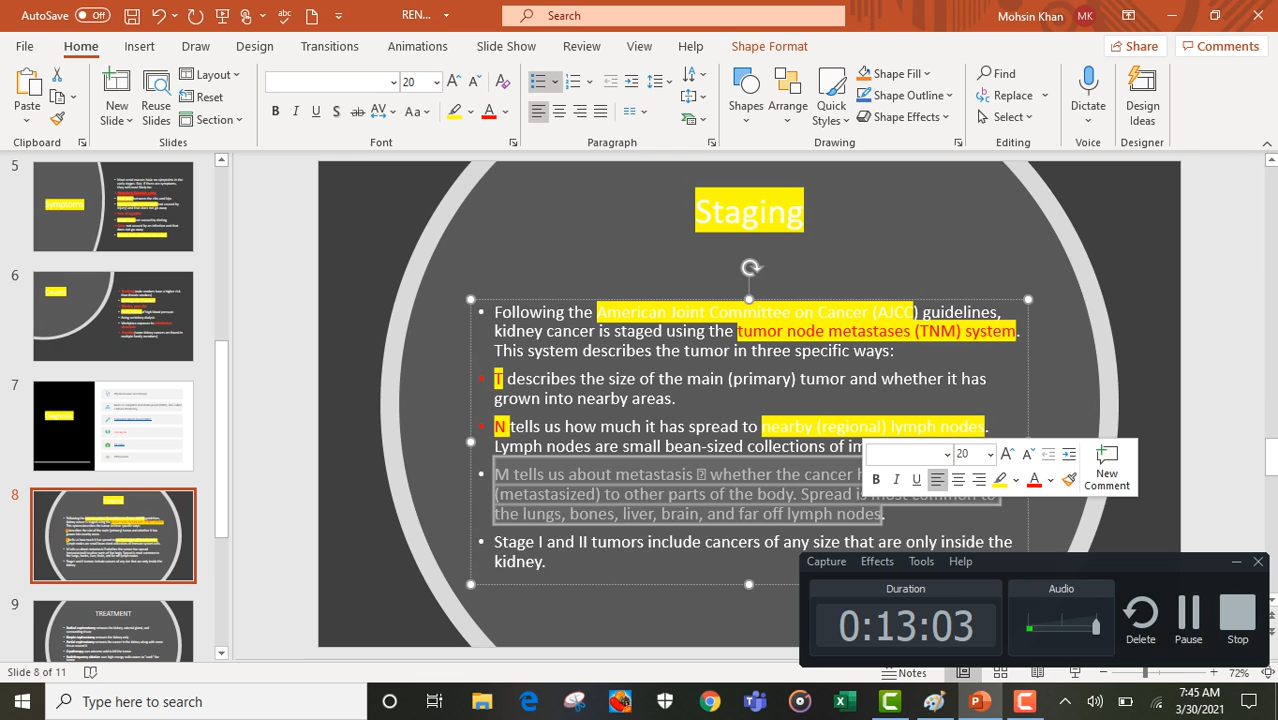 AutoSave Off
REN...
Search
Mohsin Khan MK
File Home Insert Draw Design Transitions Animations Slide Show Review View Help Shape Format
Share Comments
Paste
New Slide
Reuse Slides
Layout
Reset
Section
20
Aa
Shapes Arrange Quick Styles
Shape Fill
Shape Outline
Shape Effects
Find
Replace
Select
Dictate
Design Ideas
Clipboard Slides Font Paragraph Drawing Editing Voice Designer
5
Symptoms
6
7
Diagnosis
8
Staging
9
TREATMENT
Staging
• Following the American Joint Committee on Cancer (AJCC) guidelines,
kidney cancer is staged using the tumor node metastases (TNM) system.
This system describes the tumor in three specific ways:
• T describes the size of the main (primary) tumor and whether it has
grown into nearby areas.
• N tells us how much it has spread to nearby (regional) lymph nodes.
Lymph nodes are small bean-sized collections of im
• M tells us about metastasis whether the cancer h
(metastasized) to other parts of the body. Spread is most common to
the lungs, bones, liver, brain, and far off lymph nodes.
• Stage I and II tumors include cancers of any size that are only inside the
kidney.
20
B I U
New Comment
Capture Effects Tools Help
Duration
0:13:03
Audio
Delete Pause Stop
Slide 8 of 11
Notes
72%
Type here to search
7:45 AM
3/30/2021